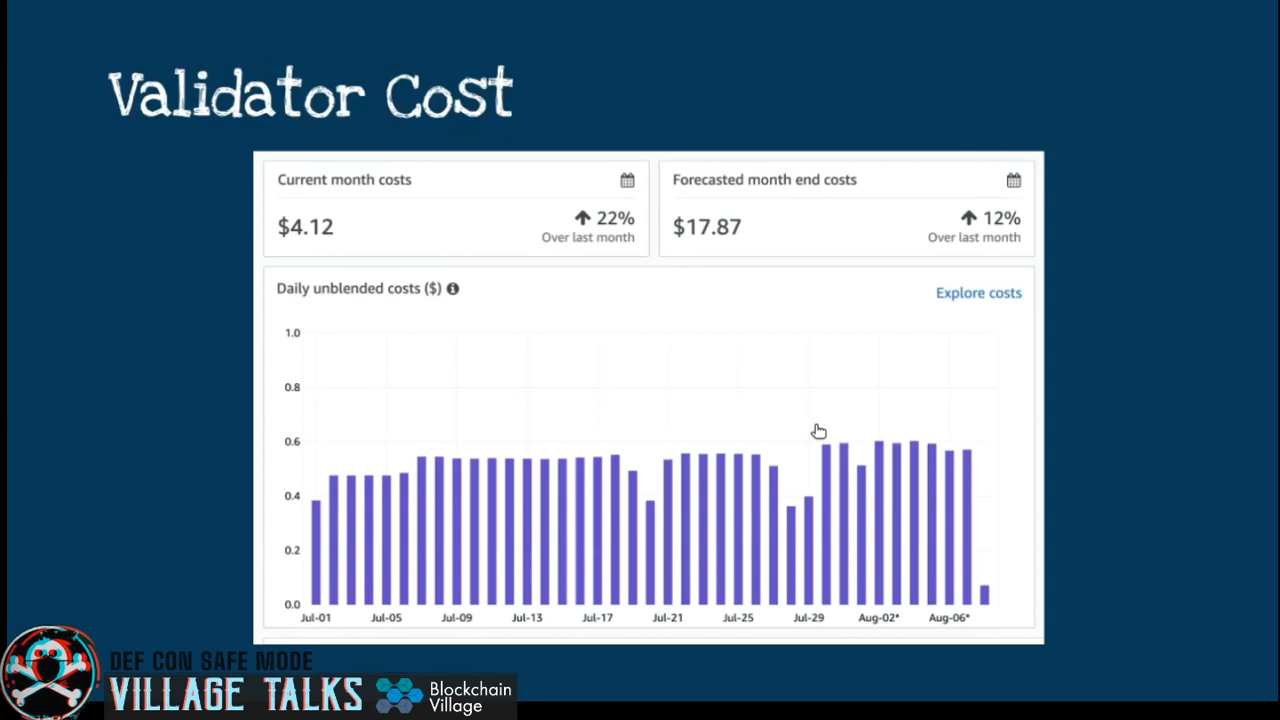 Validator Cost
Current month costs
$4.12
22%
Over last month
Forecasted month end costs
$17.87
12%
Over last month
Daily unblended costs ($)
Explore costs
1.0
0.8
0.6
0.4
0.2
0.0
Jul-01 Jul-05 Jul-09 Jul-13 Jul-17 Jul-21 Jul-25 Jul-29 Aug-02* Aug-06*
DEF CON SAFE MODE
VILLAGE TALKS
Blockchain
Village